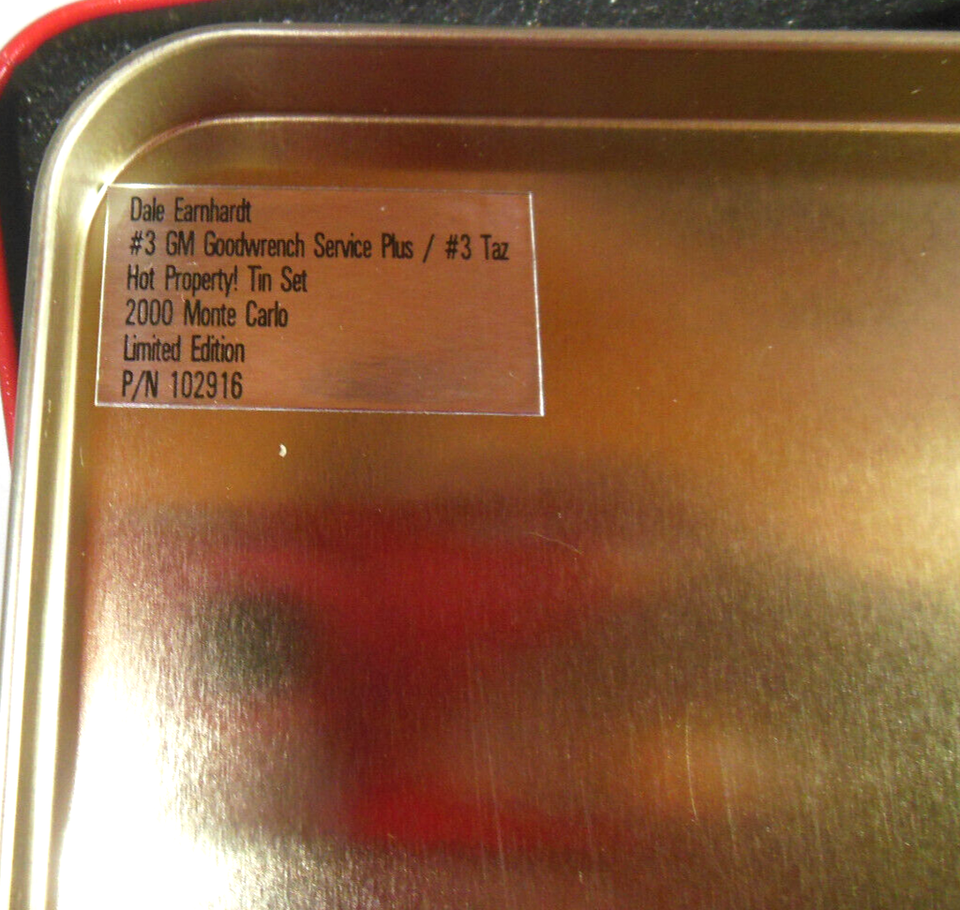 Dale Earnhardt
#3 GM Goodwrench Service Plus / #3 Taz
Hot Property! Tin Set
2000 Monte Carlo
Limited Edition
P/N 102916